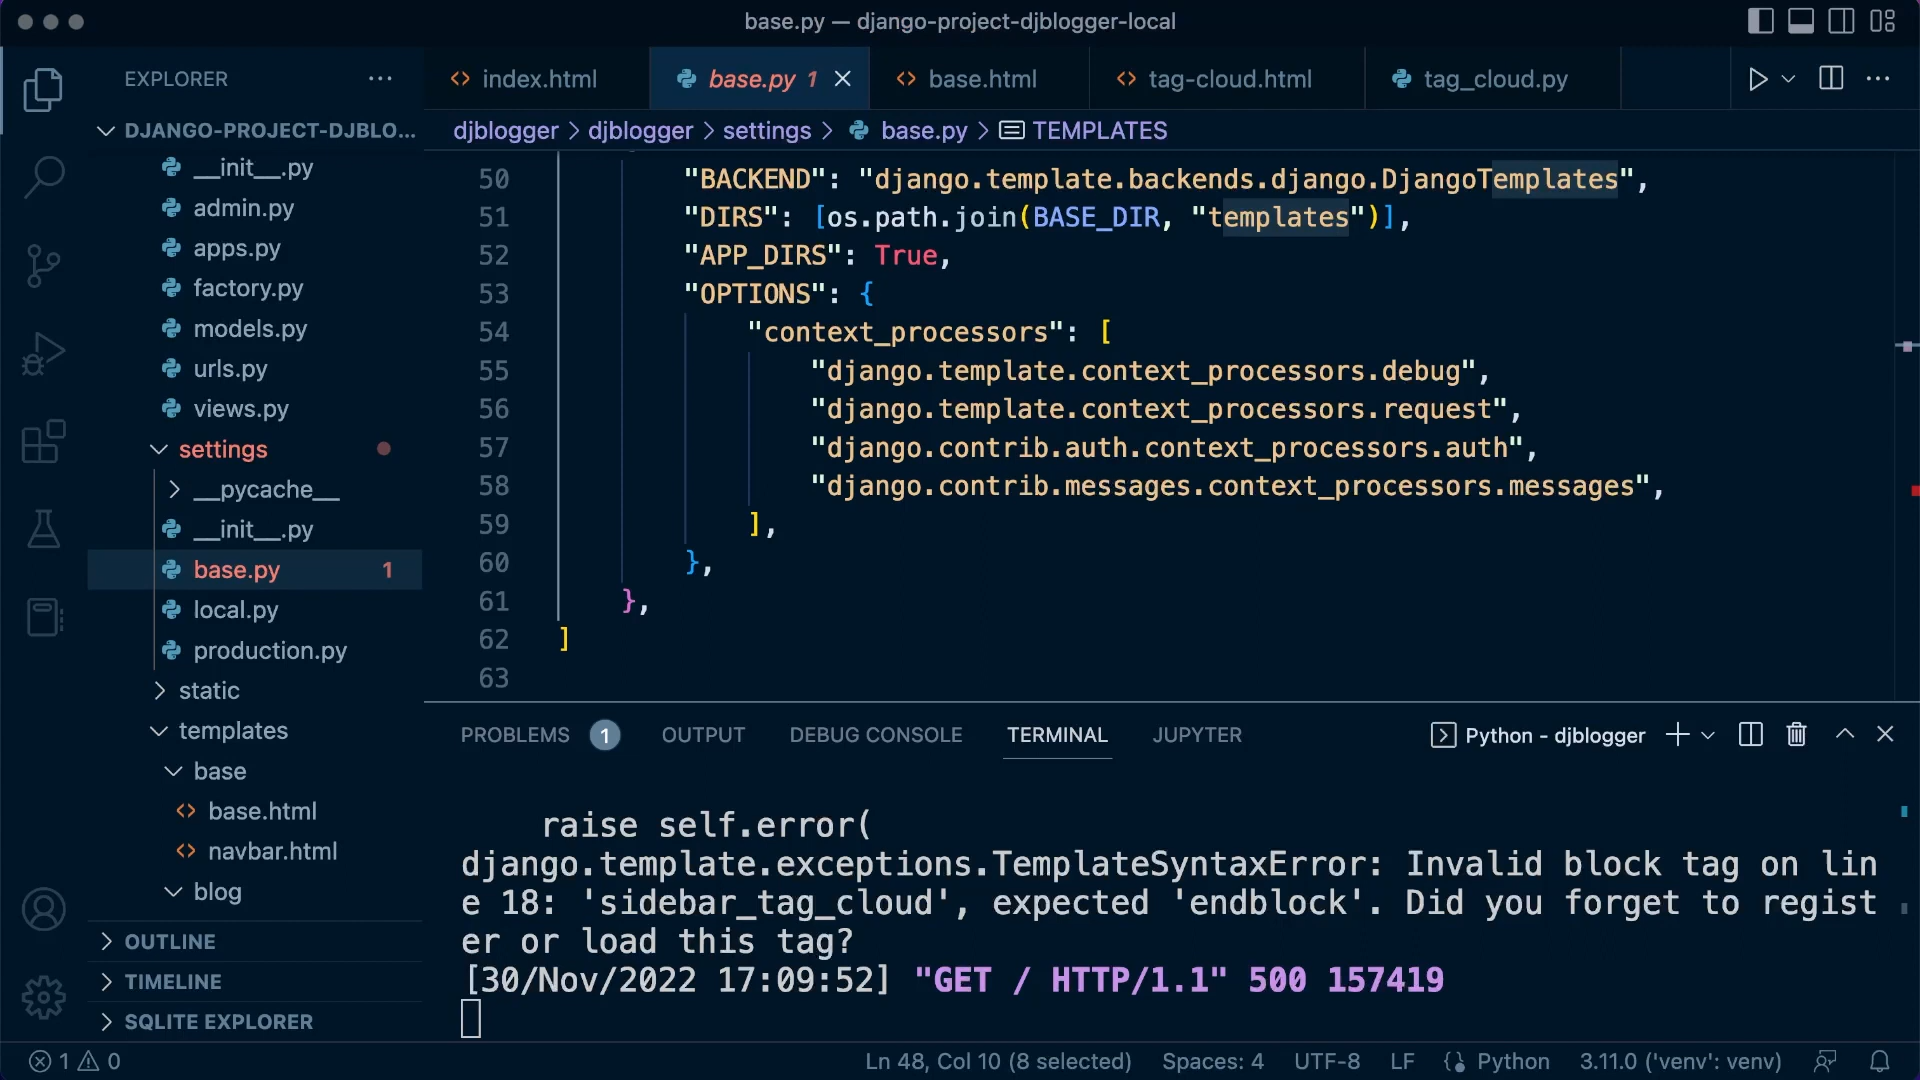 base.py — django-project-djblogger-local
EXPLORER
index.html
base.py 1
base.html
tag-cloud.html
tag_cloud.py
DJANGO-PROJECT-DJBLO...
__init__.py
admin.py
apps.py
factory.py
models.py
urls.py
views.py
settings
__pycache__
__init__.py
base.py 1
local.py
production.py
static
templates
base
base.html
navbar.html
blog
OUTLINE
TIMELINE
SQLITE EXPLORER
djblogger > djblogger > settings > base.py > TEMPLATES
50 "BACKEND": "django.template.backends.django.DjangoTemplates",
51 "DIRS": [os.path.join(BASE_DIR, "templates")],
52 "APP_DIRS": True,
53 "OPTIONS": {
54 "context_processors": [
55 "django.template.context_processors.debug",
56 "django.template.context_processors.request",
57 "django.contrib.auth.context_processors.auth",
58 "django.contrib.messages.context_processors.messages",
59 ],
60 },
61 },
62 ]
63
PROBLEMS 1 OUTPUT DEBUG CONSOLE TERMINAL JUPYTER
Python - djblogger
raise self.error(
django.template.exceptions.TemplateSyntaxError: Invalid block tag on lin
e 18: 'sidebar_tag_cloud', expected 'endblock'. Did you forget to regist
er or load this tag?
[30/Nov/2022 17:09:52] "GET / HTTP/1.1" 500 157419
1 0
Ln 48, Col 10 (8 selected) Spaces: 4 UTF-8 LF Python 3.11.0 ('venv': venv)